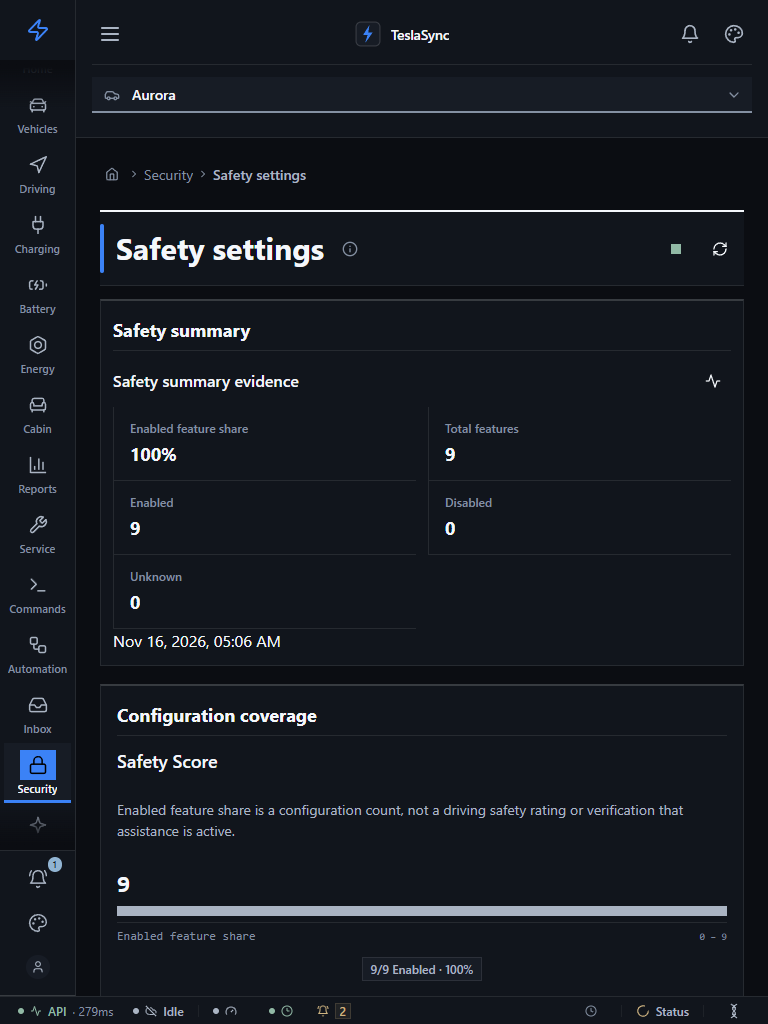 TeslaSync
Aurora
Vehicles
Driving
Charging
Battery
Energy
Cabin
Reports
Service
Commands
Automation
Inbox
Security
1
Security
Safety settings
Safety settings
Safety summary
Safety summary evidence
Enabled feature share
100%
Total features
9
Enabled
9
Disabled
0
Unknown
0
Nov 16, 2026, 05:06 AM
Configuration coverage
Safety Score
Enabled feature share is a configuration count, not a driving safety rating or verification that
assistance is active.
9
Enabled feature share
0 – 9
9/9 Enabled · 100%
API · 279ms
Idle
2
Status